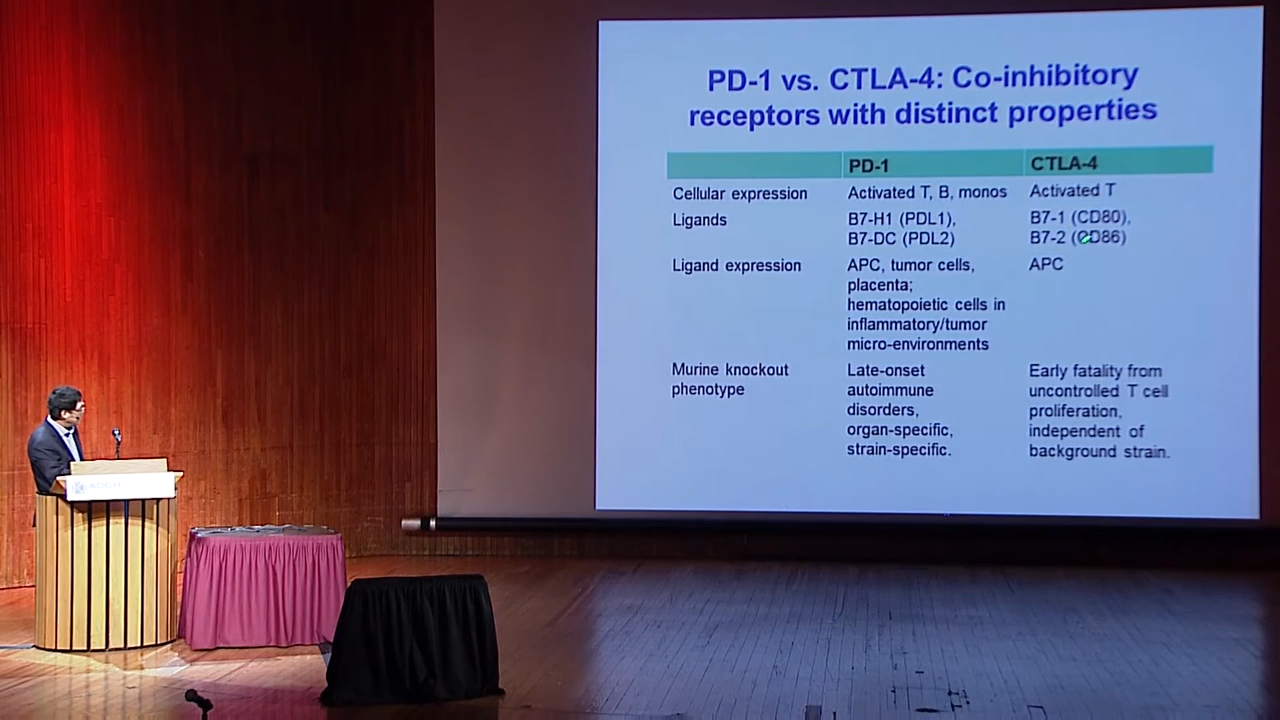 PD-1 vs. CTLA-4: Co-inhibitory
receptors with distinct properties
PD-1 CTLA-4
Cellular expression Activated T, B, monos Activated T
Ligands B7-H1 (PDL1), B7-1 (CD80),
B7-DC (PDL2) B7-2 (CD86)
Ligand expression APC, tumor cells, APC
placenta;
hematopoietic cells in
inflammatory/tumor
micro-environments
Murine knockout Late-onset Early fatality from
phenotype autoimmune uncontrolled T cell
disorders, proliferation,
organ-specific, independent of
strain-specific. background strain.
KOCH